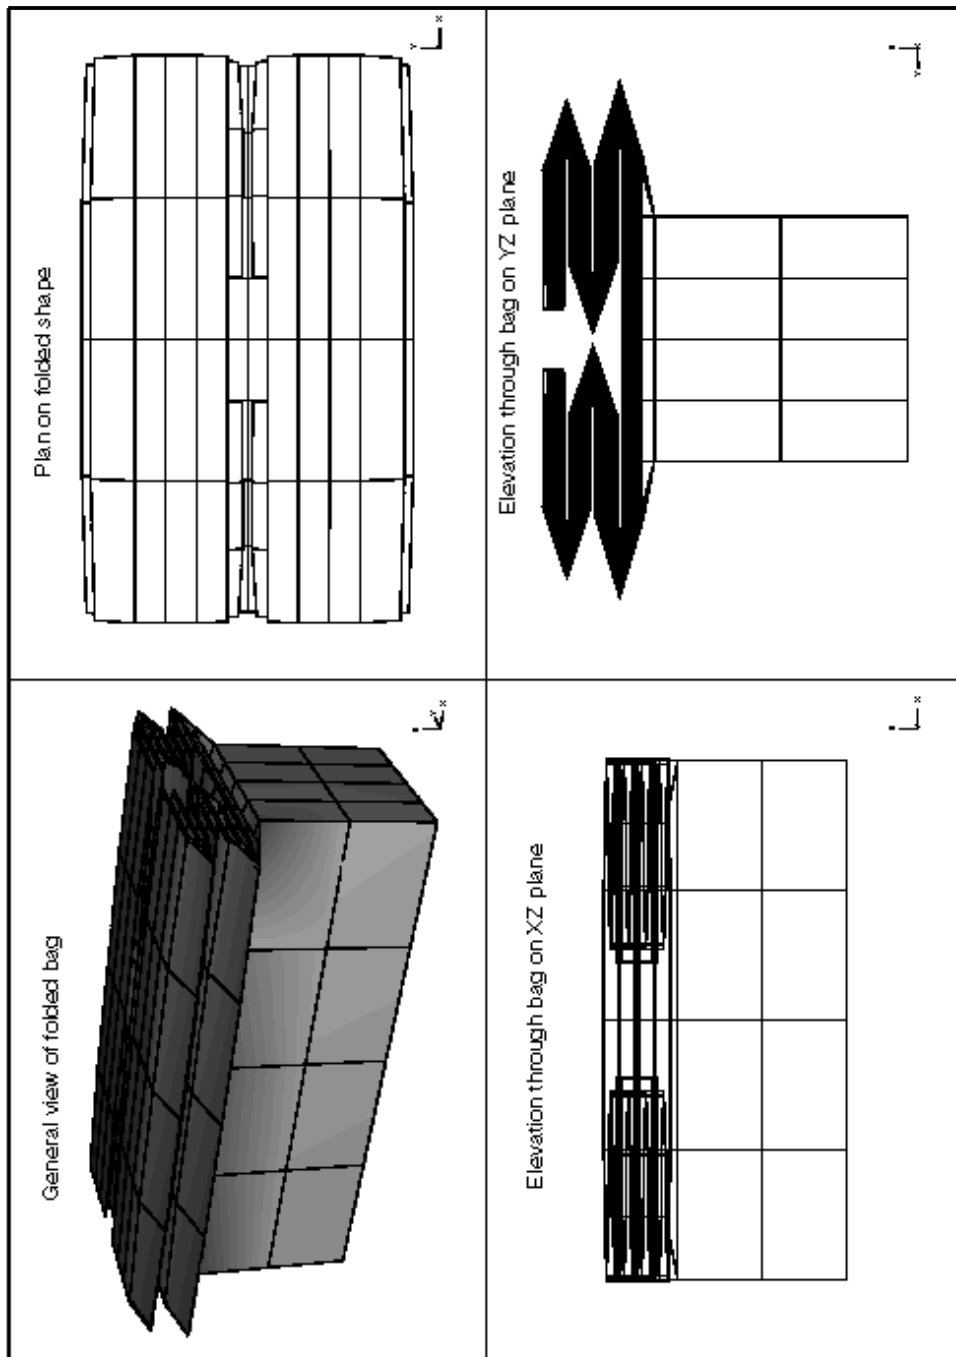 Plan on folded shape
Elevation through bag on YZ plane
General view of folded bag
Elevation through bag on XZ plane